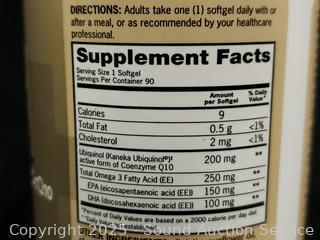 DIRECTIONS: Adults take one (1) softgel daily with or
after a meal, or as recommended by your healthcare
professional.
Supplement Facts
Serving Size 1 Softgel
Servings Per Container 90
Amount per Softgel % Daily Value*
Calories 9
Total Fat 0.5 g <1%
Cholesterol 2 mg <1%
Ubiquinol (Kaneka Ubiquinol®)‡
active form of Coenzyme Q10 200 mg **
Total Omega 3 Fatty Acid (EE) 250 mg **
EPA (eicosapentaenoic acid (EE)) 150 mg **
DHA (docosahexaenoic acid (EE)) 100 mg **
*Percent of Daily Values are based on a 2000 calorie per day diet.
**Daily Value
Copyright 2024 Sound Auction Service